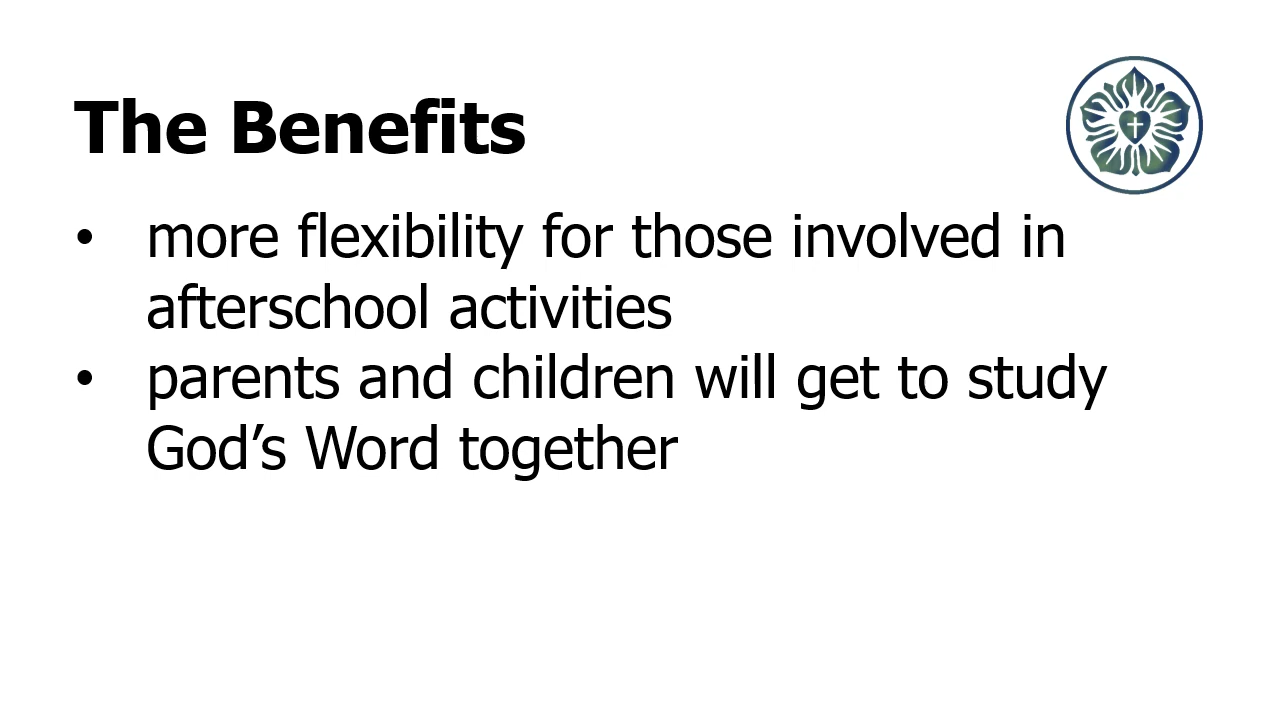 The Benefits
• more flexibility for those involved in
afterschool activities
• parents and children will get to study
God’s Word together